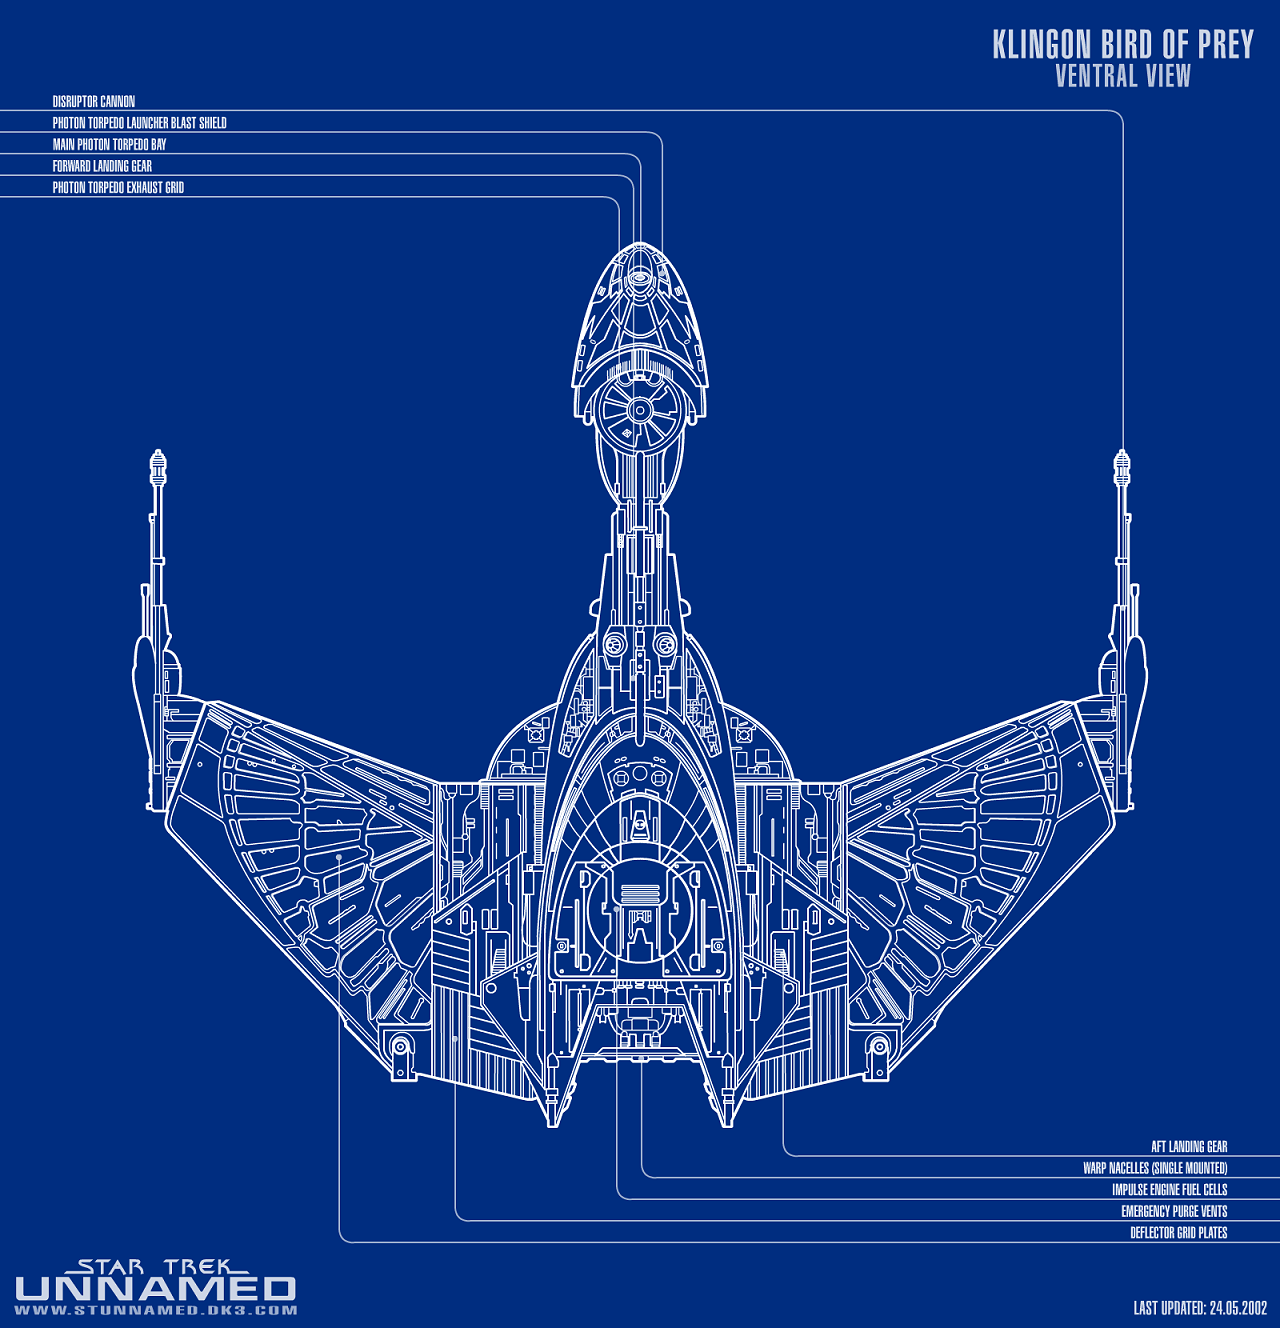 KLINGON BIRD OF PREY
VENTRAL VIEW
DISRUPTOR CANNON
PHOTON TORPEDO LAUNCHER BLAST SHIELD
MAIN PHOTON TORPEDO BAY
FORWARD LANDING GEAR
PHOTON TORPEDO EXHAUST GRID
AFT LANDING GEAR
WARP NACELLES (SINGLE MOUNTED)
IMPULSE ENGINE FUEL CELLS
EMERGENCY PURGE VENTS
DEFLECTOR GRID PLATES
STAR TREK
UNNAMED
WWW.STUNNAMED.DK3.COM
LAST UPDATED: 24.05.2002